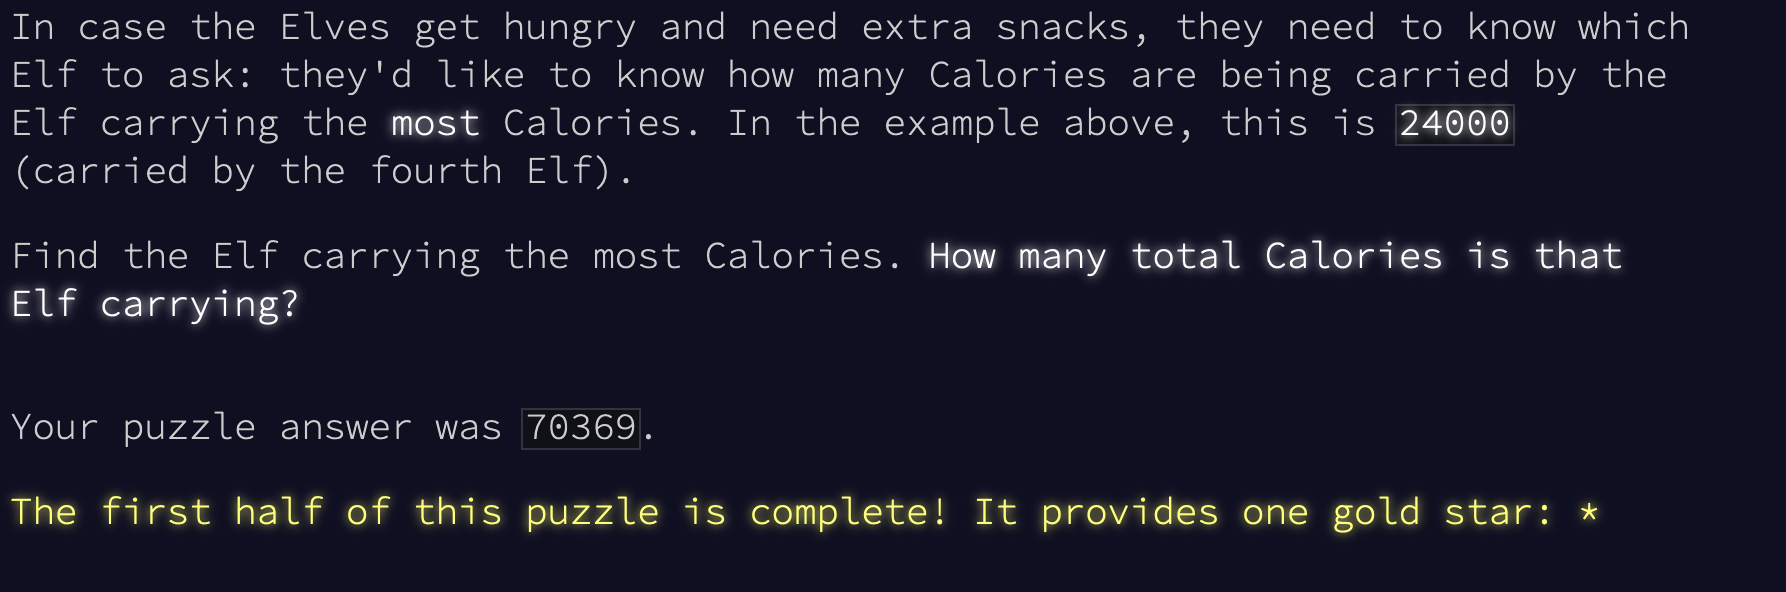 In case the Elves get hungry and need extra snacks, they need to know which
Elf to ask: they'd like to know how many Calories are being carried by the
Elf carrying the most Calories. In the example above, this is 24000
(carried by the fourth Elf).
Find the Elf carrying the most Calories. How many total Calories is that
Elf carrying?
Your puzzle answer was 70369.
The first half of this puzzle is complete! It provides one gold star: *